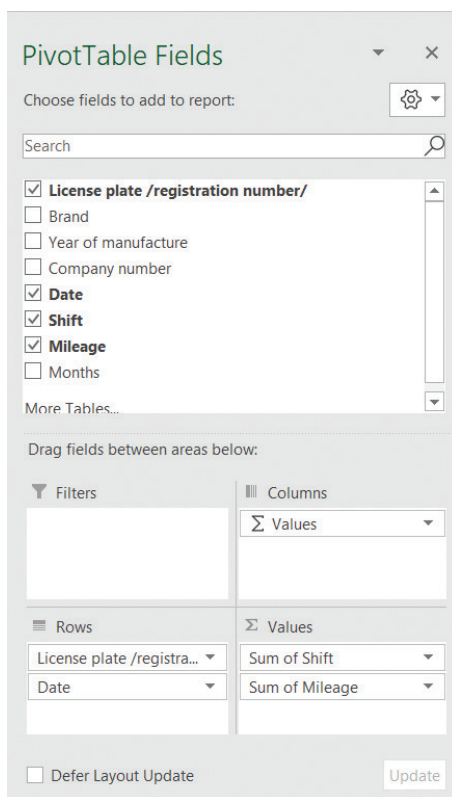 PivotTable Fields
Choose fields to add to report:
Search
License plate /registration number/
Brand
Year of manufacture
Company number
Date
Shift
Mileage
Months
More Tables...
Drag fields between areas below:
Filters
Columns
Σ Values
Rows
Σ Values
License plate /registra...
Sum of Shift
Date
Sum of Mileage
Defer Layout Update
Update